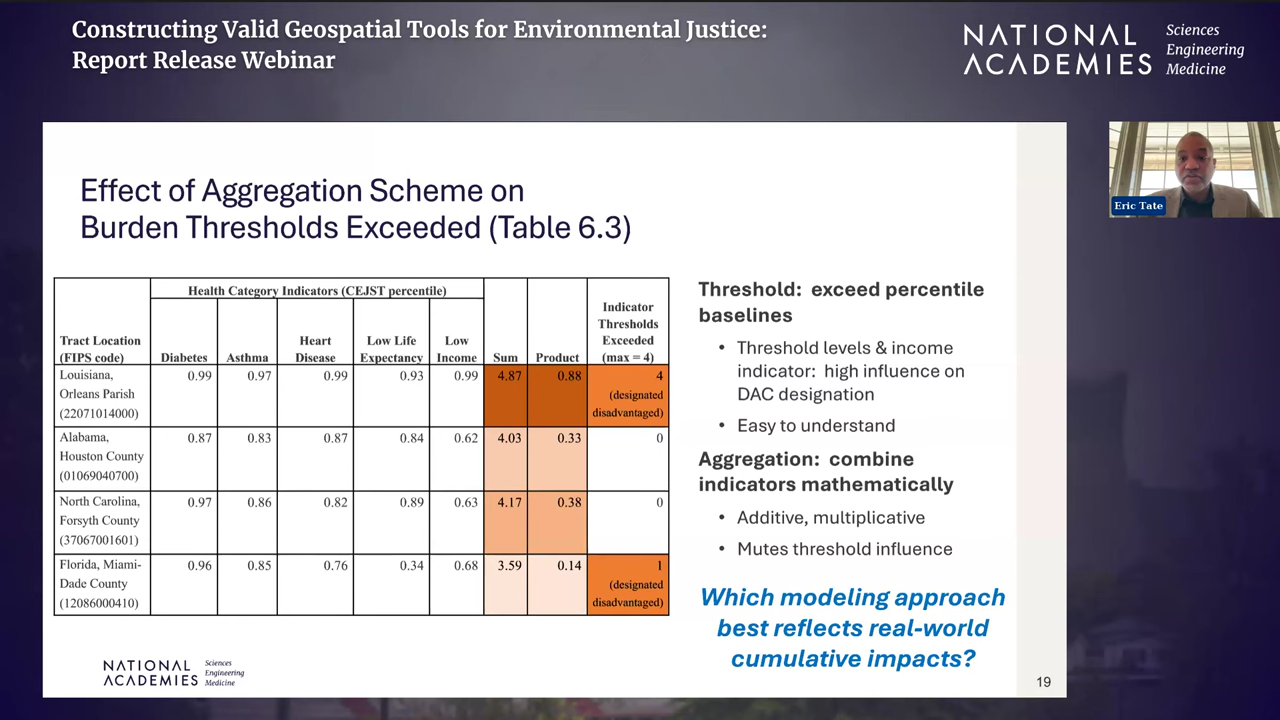 Constructing Valid Geospatial Tools for Environmental Justice:
Report Release Webinar
NATIONAL ACADEMIES
Sciences
Engineering
Medicine
Eric Tate
Effect of Aggregation Scheme on
Burden Thresholds Exceeded (Table 6.3)
Health Category Indicators (CEJST percentile)
Tract Location (FIPS code) Diabetes Asthma Heart Disease Low Life Expectancy Low Income Sum Product Indicator Thresholds Exceeded (max = 4)
Louisiana, Orleans Parish (22071014000) 0.99 0.97 0.99 0.93 0.99 4.87 0.88 4 (designated disadvantaged)
Alabama, Houston County (01069040700) 0.87 0.83 0.87 0.84 0.62 4.03 0.33 0
North Carolina, Forsyth County (37067001601) 0.97 0.86 0.82 0.89 0.63 4.17 0.38 0
Florida, Miami-Dade County (12086000410) 0.96 0.85 0.76 0.34 0.68 3.59 0.14 1 (designated disadvantaged)
Threshold: exceed percentile
baselines
• Threshold levels & income
indicator: high influence on
DAC designation
• Easy to understand
Aggregation: combine
indicators mathematically
• Additive, multiplicative
• Mutes threshold influence
Which modeling approach
best reflects real-world
cumulative impacts?
NATIONAL ACADEMIES
Sciences
Engineering
Medicine
19